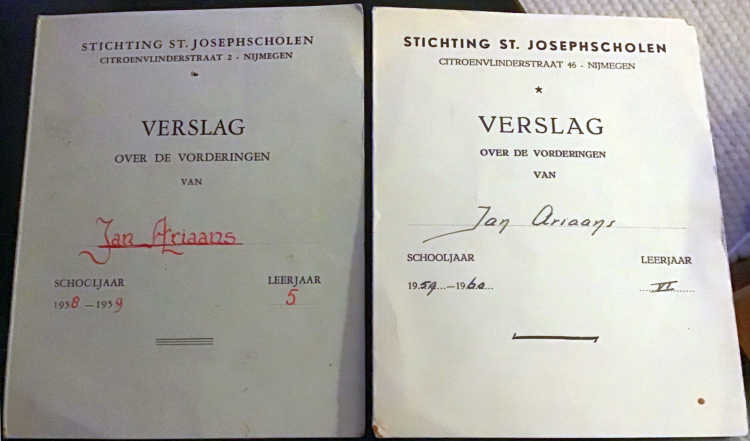 STICHTING ST. JOSEPHSCHOLEN
CITROENVLINDERSTRAAT 2 - NIJMEGEN
VERSLAG
OVER DE VORDERINGEN
VAN
Jan Ariaans
SCHOOLJAAR
LEERJAAR
1958 — 1959
5
STICHTING ST. JOSEPHSCHOLEN
CITROENVLINDERSTRAAT 46 - NIJMEGEN
VERSLAG
OVER DE VORDERINGEN
VAN
Jan Ariaans
SCHOOLJAAR
LEERJAAR
1959...—1960...
VI